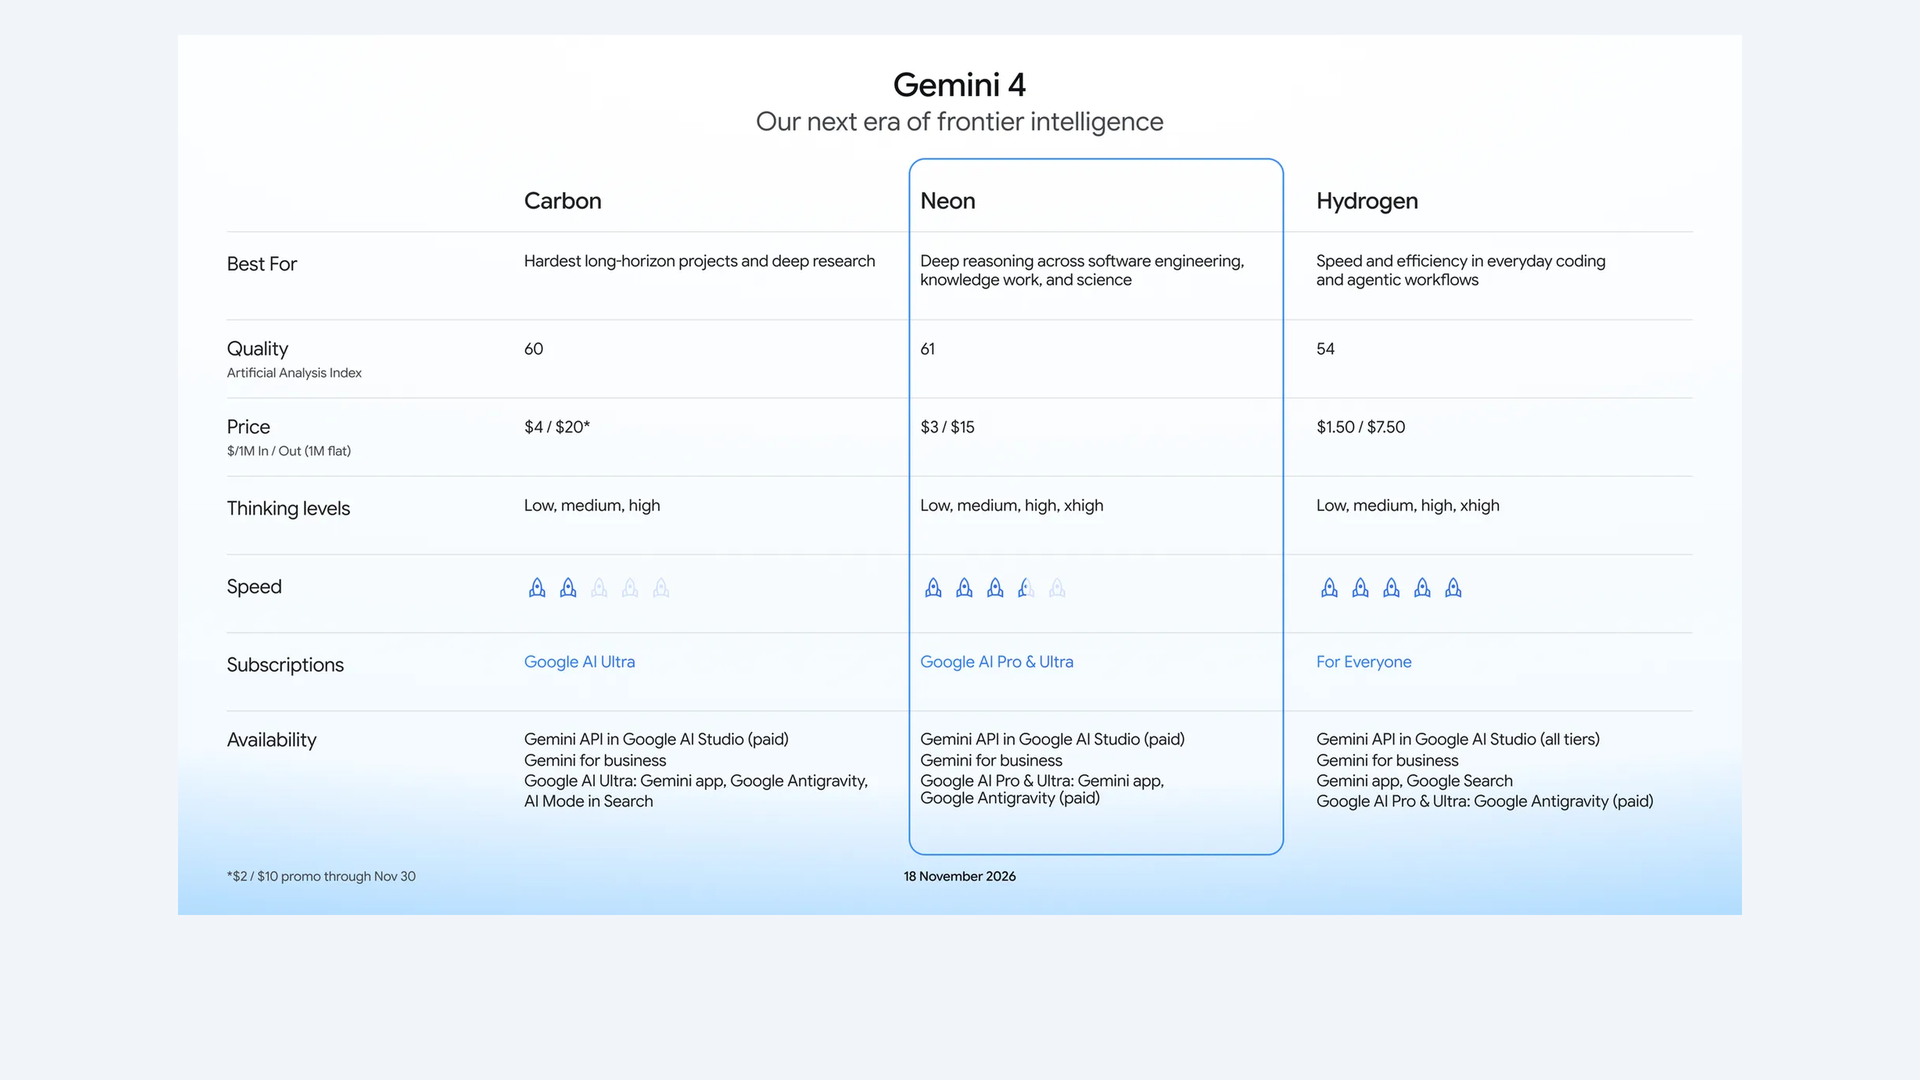 Gemini 4
Our next era of frontier intelligence
Carbon
Neon
Hydrogen
Best For
Hardest long-horizon projects and deep research
Deep reasoning across software engineering,
knowledge work, and science
Speed and efficiency in everyday coding
and agentic workflows
Quality
Artificial Analysis Index
60
61
54
Price
$/1M In / Out (1M flat)
$4 / $20*
$3 / $15
$1.50 / $7.50
Thinking levels
Low, medium, high
Low, medium, high, xhigh
Low, medium, high, xhigh
Speed
Subscriptions
Google AI Ultra
Google AI Pro & Ultra
For Everyone
Availability
Gemini API in Google AI Studio (paid)
Gemini for business
Google AI Ultra: Gemini app, Google Antigravity,
AI Mode in Search
Gemini API in Google AI Studio (paid)
Gemini for business
Google AI Pro & Ultra: Gemini app,
Google Antigravity (paid)
Gemini API in Google AI Studio (all tiers)
Gemini for business
Gemini app, Google Search
Google AI Pro & Ultra: Google Antigravity (paid)
*$2 / $10 promo through Nov 30
18 November 2026